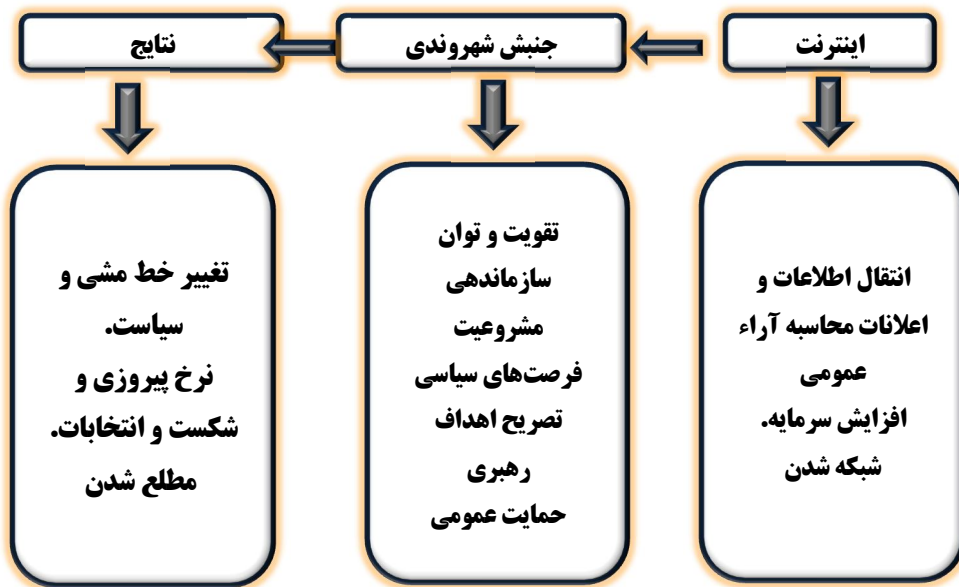 اینترنت
جنبش شهروندی
نتایج
انتقال اطلاعات و
اعلانات محاسبه آراء
عمومی
افزایش سرمایه.
شبکه شدن
تقویت و توان
سازماندهی
مشروعیت
فرصت‌های سیاسی
تصریح اهداف
رهبری
حمایت عمومی
تغییر خط مشی و
سیاست.
نرخ پیروزی و
شکست و انتخابات.
مطلع شدن